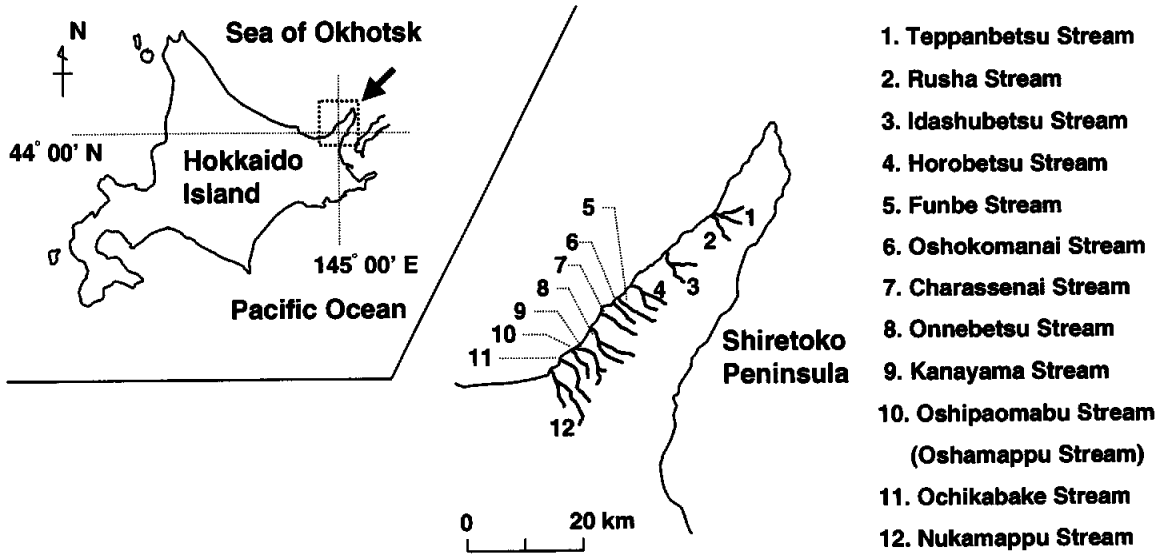 N
Sea of Okhotsk
44° 00' N
Hokkaido
Island
145° 00' E
Pacific Ocean
5
6
7
8
9
10
11
12
1
2
3
4
Shiretoko
Peninsula
0 20 km
1. Teppanbetsu Stream
2. Rusha Stream
3. Idashubetsu Stream
4. Horobetsu Stream
5. Funbe Stream
6. Oshokomanai Stream
7. Charassenai Stream
8. Onnebetsu Stream
9. Kanayama Stream
10. Oshipaomabu Stream
(Oshamappu Stream)
11. Ochikabake Stream
12. Nukamappu Stream